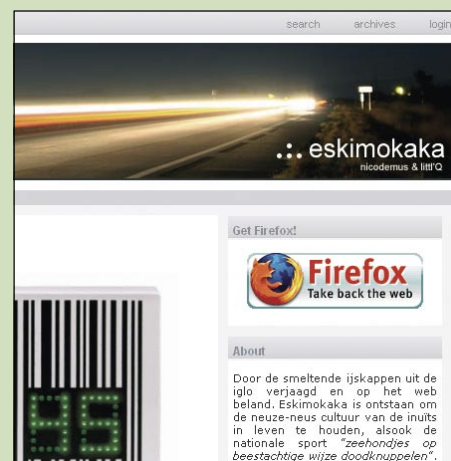 search archives login
.:. eskimokaka
nicodemus & littl'Q
Get Firefox!
Firefox
Take back the web
About
Door de smeltende ijskappen uit de
iglo verjaagd en op het web
beland. Eskimokaka is ontstaan om
de neuze-neus cultuur van de inuïts
in leven te houden, alsook de
nationale sport "zeehondjes op
beestachtige wijze doodknuppelen".
95